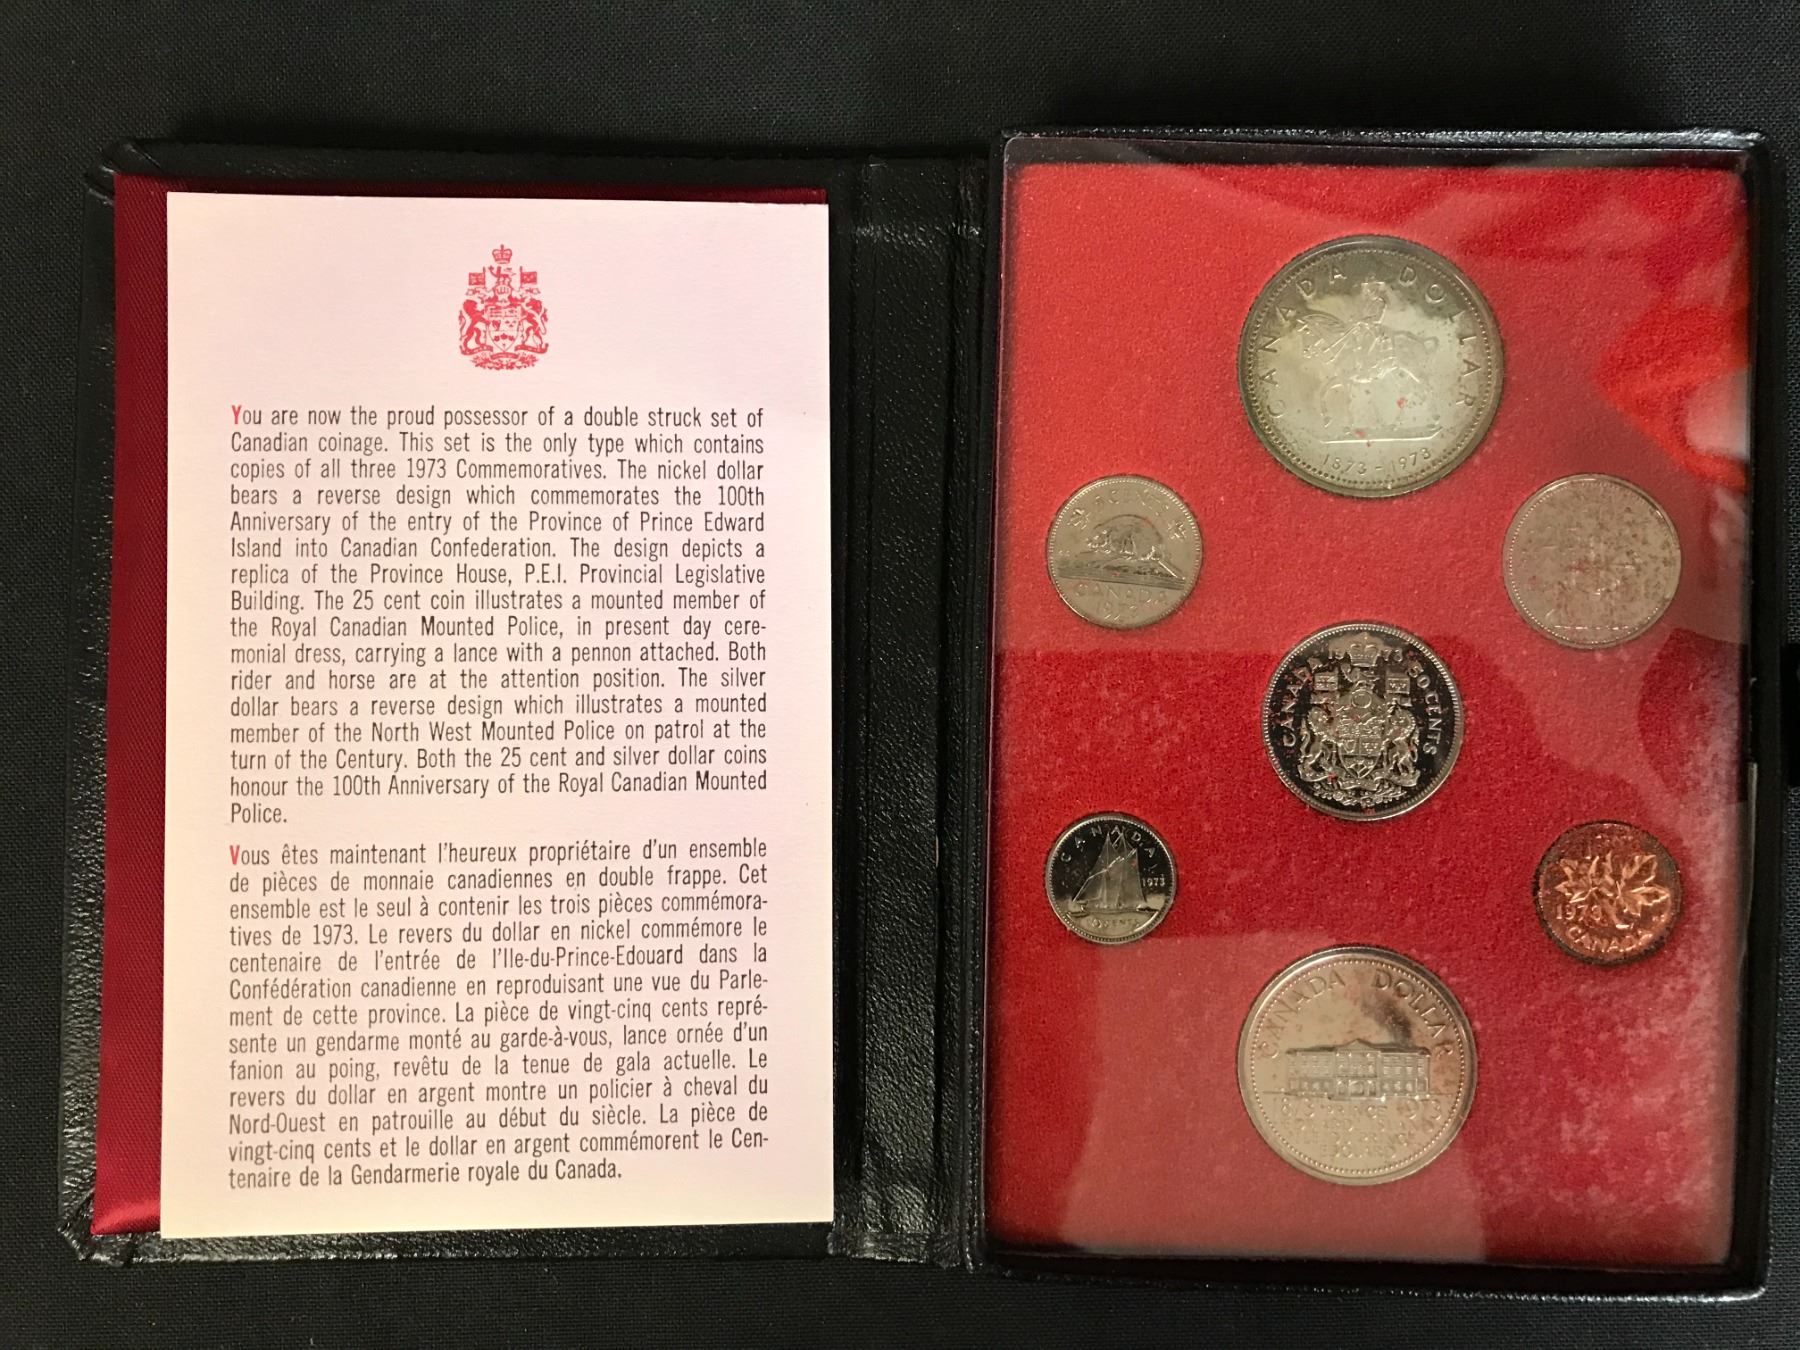 You are now the proud possessor of a double struck set of
Canadian coinage. This set is the only type which contains
copies of all three 1973 Commemoratives. The nickel dollar
bears a reverse design which commemorates the 100th
Anniversary of the entry of the Province of Prince Edward
Island into Canadian Confederation. The design depicts a
replica of the Province House, P.E.I. Provincial Legislative
Building. The 25 cent coin illustrates a mounted member of
the Royal Canadian Mounted Police, in present day cere-
monial dress, carrying a lance with a pennon attached. Both
rider and horse are at the attention position. The silver
dollar bears a reverse design which illustrates a mounted
member of the North West Mounted Police on patrol at the
turn of the Century. Both the 25 cent and silver dollar coins
honour the 100th Anniversary of the Royal Canadian Mounted
Police.
Vous êtes maintenant l'heureux propriétaire d'un ensemble
de pièces de monnaie canadiennes en double frappe. Cet
ensemble est le seul à contenir les trois pièces commémora-
tives de 1973. Le revers du dollar en nickel commémore le
centenaire de l'entrée de l'Ile-du-Prince-Edouard dans la
Confédération canadienne en reproduisant une vue du Parle-
ment de cette province. La pièce de vingt-cinq cents repré-
sente un gendarme monté au garde-à-vous, lance ornée d'un
fanion au poing, revêtu de la tenue de gala actuelle. Le
revers du dollar en argent montre un policier à cheval du
Nord-Ouest en patrouille au début du siècle. La pièce de
vingt-cinq cents et le dollar en argent commémorent le Cen-
tenaire de la Gendarmerie royale du Canada.
CANADA DOLLAR
1873-1973
5 CENTS
CANADA
1973
CANADA 1973 50 CENTS
CANADA
1973
10 CENTS
1973
CANADA
CANADA DOLLAR
1873 PRINCE 1973
EDOUARD